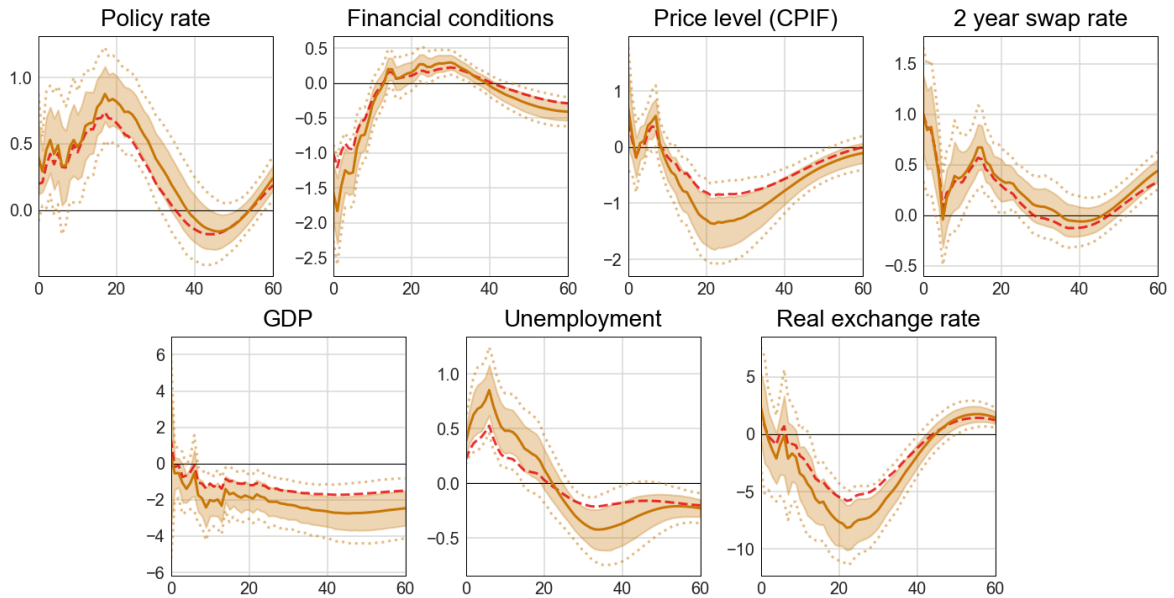 Policy rate
1.0
0.5
0.0
0 20 40 60
Financial conditions
0.5
0.0
−0.5
−1.0
−1.5
−2.0
−2.5
0 20 40 60
Price level (CPIF)
1
0
−1
−2
0 20 40 60
2 year swap rate
1.5
1.0
0.5
0.0
−0.5
0 20 40 60
GDP
6
4
2
0
−2
−4
−6
0 20 40 60
Unemployment
1.0
0.5
0.0
−0.5
0 20 40 60
Real exchange rate
5
0
−5
−10
0 20 40 60